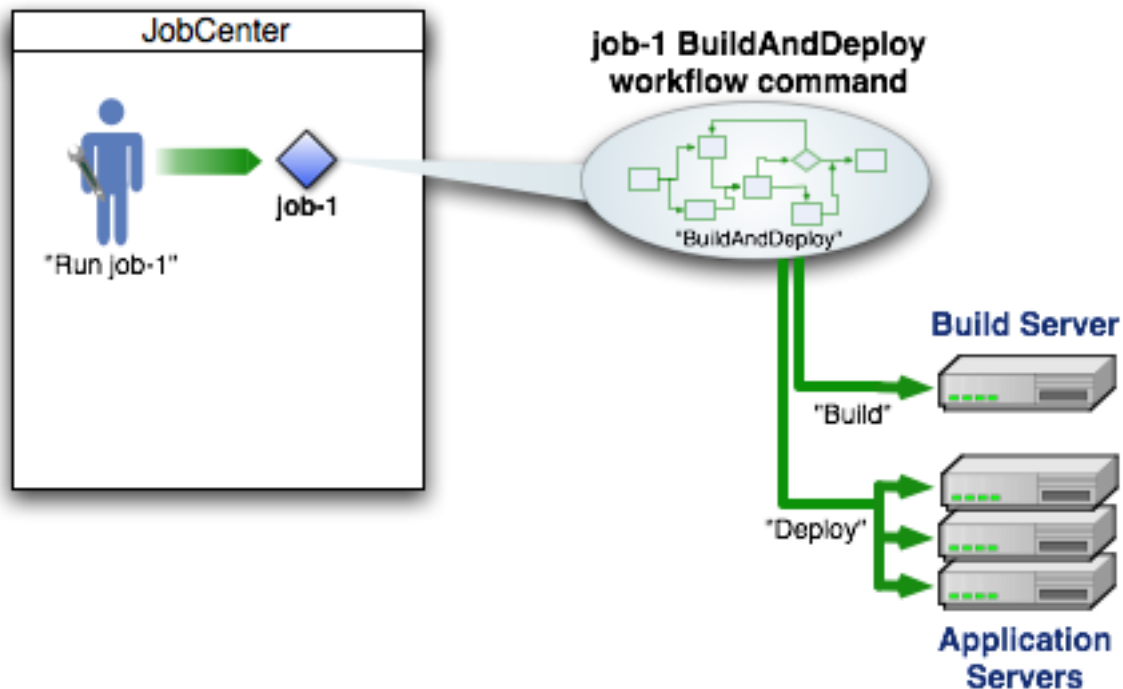 JobCenter
"Run job-1"
job-1
job-1 BuildAndDeploy
workflow command
"BuildAndDeploy"
Build Server
"Build"
"Deploy"
Application
Servers